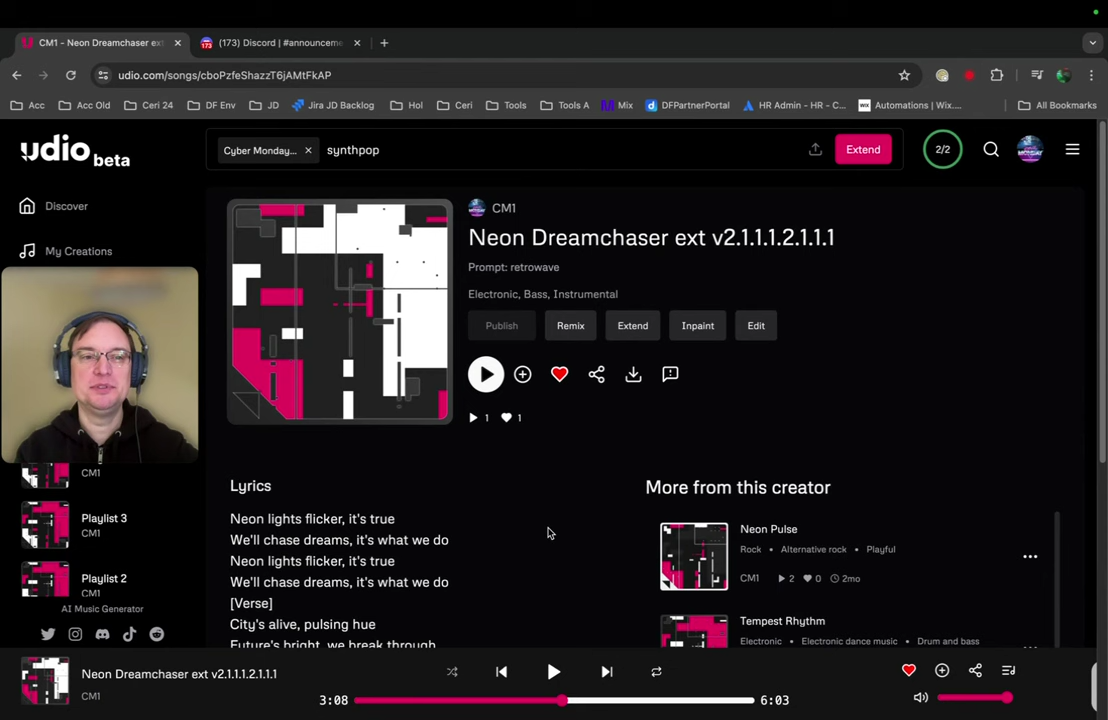 CM1 - Neon Dreamchaser ext
(173) Discord | #announceme
udio.com/songs/cboPzfeShazzT6jAMtFkAP
Acc
Acc Old
Ceri 24
DF Env
JD
Jira JD Backlog
Hol
Ceri
Tools
Tools A
Mix
DFPartnerPortal
HR Admin - HR - C...
Automations | Wix....
All Bookmarks
udio beta
Cyber Monday...
synthpop
Extend
2/2
Discover
My Creations
CM1
Neon Dreamchaser ext v2.1.1.1.2.1.1.1
Prompt: retrowave
Electronic, Bass, Instrumental
Publish
Remix
Extend
Inpaint
Edit
1
1
CM1
Playlist 3
CM1
Playlist 2
CM1
AI Music Generator
Lyrics
Neon lights flicker, it's true
We'll chase dreams, it's what we do
Neon lights flicker, it's true
We'll chase dreams, it's what we do
[Verse]
City's alive, pulsing hue
Future's bright, we break through
More from this creator
Neon Pulse
Rock • Alternative rock • Playful
CM1 2 0 2mo
Tempest Rhythm
Electronic • Electronic dance music • Drum and bass
Neon Dreamchaser ext v2.1.1.1.2.1.1.1
CM1
3:08
6:03